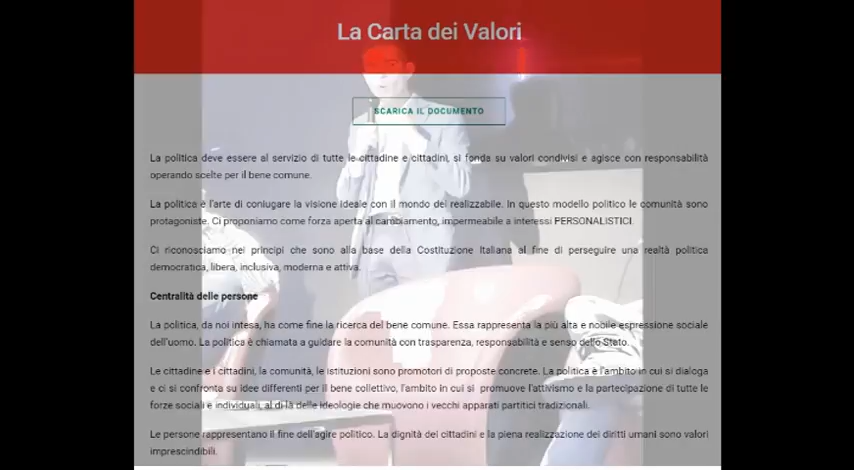 La Carta dei Valori
SCARICA IL DOCUMENTO
La politica deve essere al servizio di tutte le cittadine e cittadini, si fonda su valori condivisi e agisce con responsabilità
operando scelte per il bene comune.
La politica è l'arte di coniugare la visione ideale con il mondo del realizzabile. In questo modello politico le comunità sono
protagoniste. Ci proponiamo come forza aperta al cambiamento, impermeabile a interessi PERSONALISTICI.
Ci riconosciamo nei principi che sono alla base della Costituzione Italiana al fine di perseguire una realtà politica
democratica, libera, inclusiva, moderna e attiva.
Centralità delle persone
La politica, da noi intesa, ha come fine la ricerca del bene comune. Essa rappresenta la più alta e nobile espressione sociale
dell'uomo. La politica è chiamata a guidare la comunità con trasparenza, responsabilità e senso dello Stato.
Le cittadine e i cittadini, la comunità, le istituzioni sono promotori di proposte concrete. La politica è l'ambito in cui si dialoga
e ci si confronta su idee differenti per il bene collettivo, l'ambito in cui si promuove l'attivismo e la partecipazione di tutte le
forze sociali e individuali, al di là delle ideologie che muovono i vecchi apparati partitici tradizionali.
Le persone rappresentano il fine dell'agire politico. La dignità dei cittadini e la piena realizzazione dei diritti umani sono valori
imprescindibili.